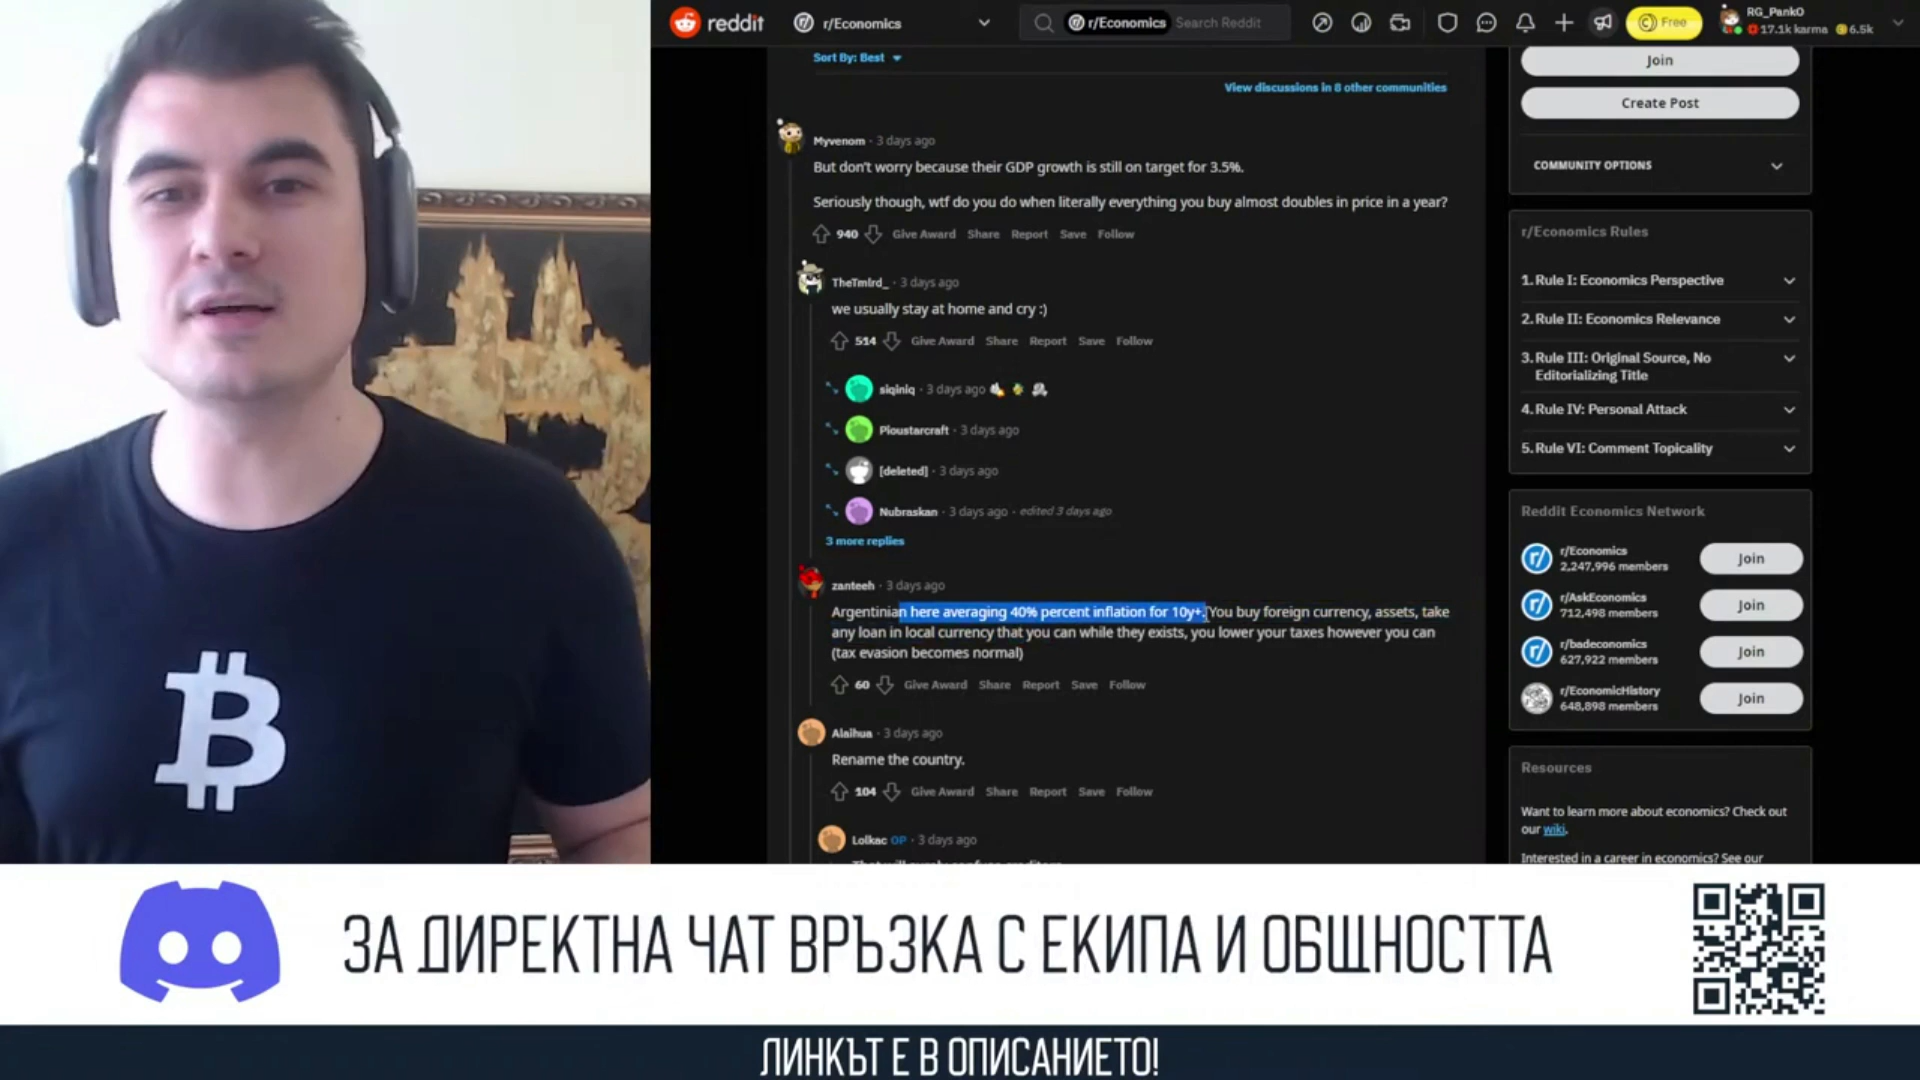 reddit
r/Economics
r/Economics Search Reddit
Free
RG_PankO
17.1k karma 6.5k
Sort By: Best
View discussions in 8 other communities
Myvenom · 3 days ago
But don't worry because their GDP growth is still on target for 3.5%.
Seriously though, wtf do you do when literally everything you buy almost doubles in price in a year?
940 Give Award Share Report Save Follow
TheTmlrd_ · 3 days ago
we usually stay at home and cry :)
514 Give Award Share Report Save Follow
siqiniq · 3 days ago
Pioustarcraft · 3 days ago
[deleted] · 3 days ago
Nubraskan · 3 days ago · edited 3 days ago
3 more replies
zanteeh · 3 days ago
Argentinian here averaging 40% percent inflation for 10y+. You buy foreign currency, assets, take
any loan in local currency that you can while they exists, you lower your taxes however you can
(tax evasion becomes normal)
60 Give Award Share Report Save Follow
Alaihua · 3 days ago
Rename the country.
104 Give Award Share Report Save Follow
Lolkac OP · 3 days ago
Join
Create Post
COMMUNITY OPTIONS
r/Economics Rules
1. Rule I: Economics Perspective
2. Rule II: Economics Relevance
3. Rule III: Original Source, No
Editorializing Title
4. Rule IV: Personal Attack
5. Rule VI: Comment Topicality
Reddit Economics Network
r/Economics
2,247,996 members
Join
r/AskEconomics
712,498 members
Join
r/badeconomics
627,922 members
Join
r/EconomicHistory
648,898 members
Join
Resources
Want to learn more about economics? Check out
our wiki.
Interested in a career in economics? See our
ЗА ДИРЕКТНА ЧАТ ВРЪЗКА С ЕКИПА И ОБЩНОСТТА
ЛИНКЪТ Е В ОПИСАНИЕТО!